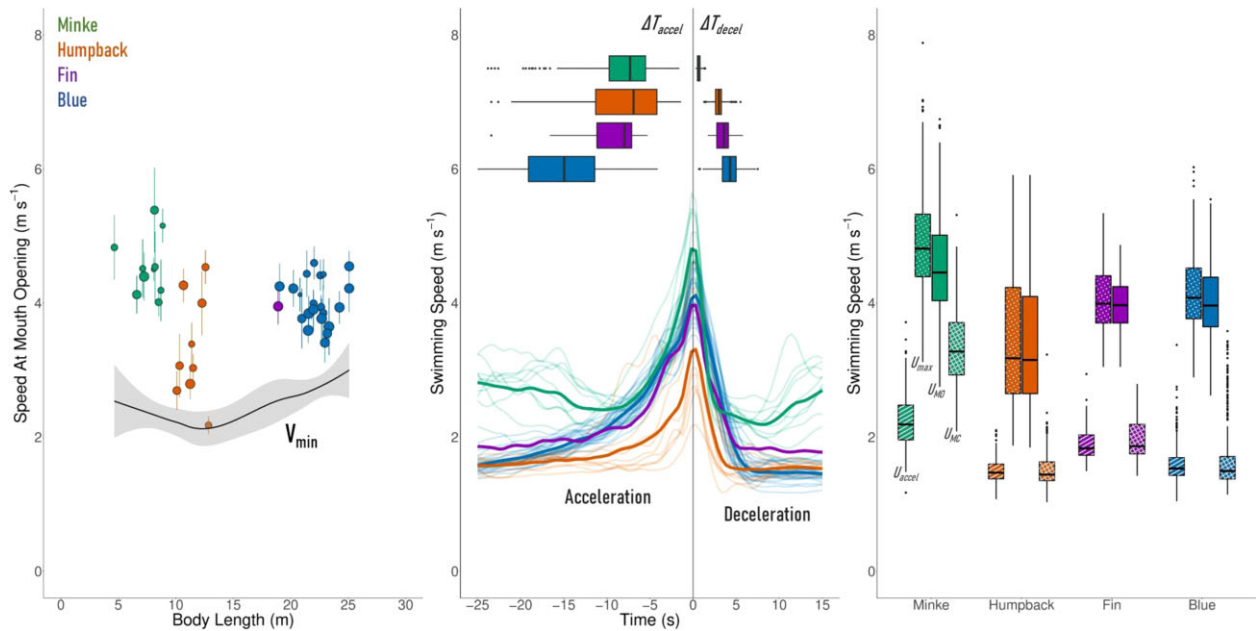 Minke
Humpback
Fin
Blue
8
6
4
2
0
Speed At Mouth Opening (m s⁻¹)
V_min
0 5 10 15 20 25 30
Body Length (m)
ΔT_accel ΔT_decel
8
6
4
2
0
Swimming Speed (m s⁻¹)
Acceleration
Deceleration
−25 −20 −15 −10 −5 0 5 10 15
Time (s)
8
6
4
2
0
Swimming Speed (m s⁻¹)
U_max
U_MO
U_MC
U_accel
Minke Humpback Fin Blue